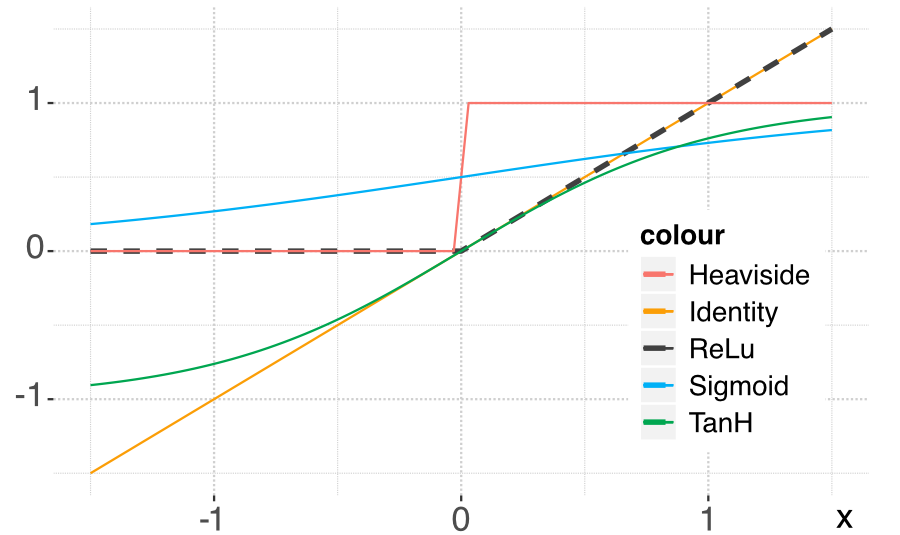 1
0
-1
colour
Heaviside
Identity
ReLu
Sigmoid
TanH
-1 0 1 x